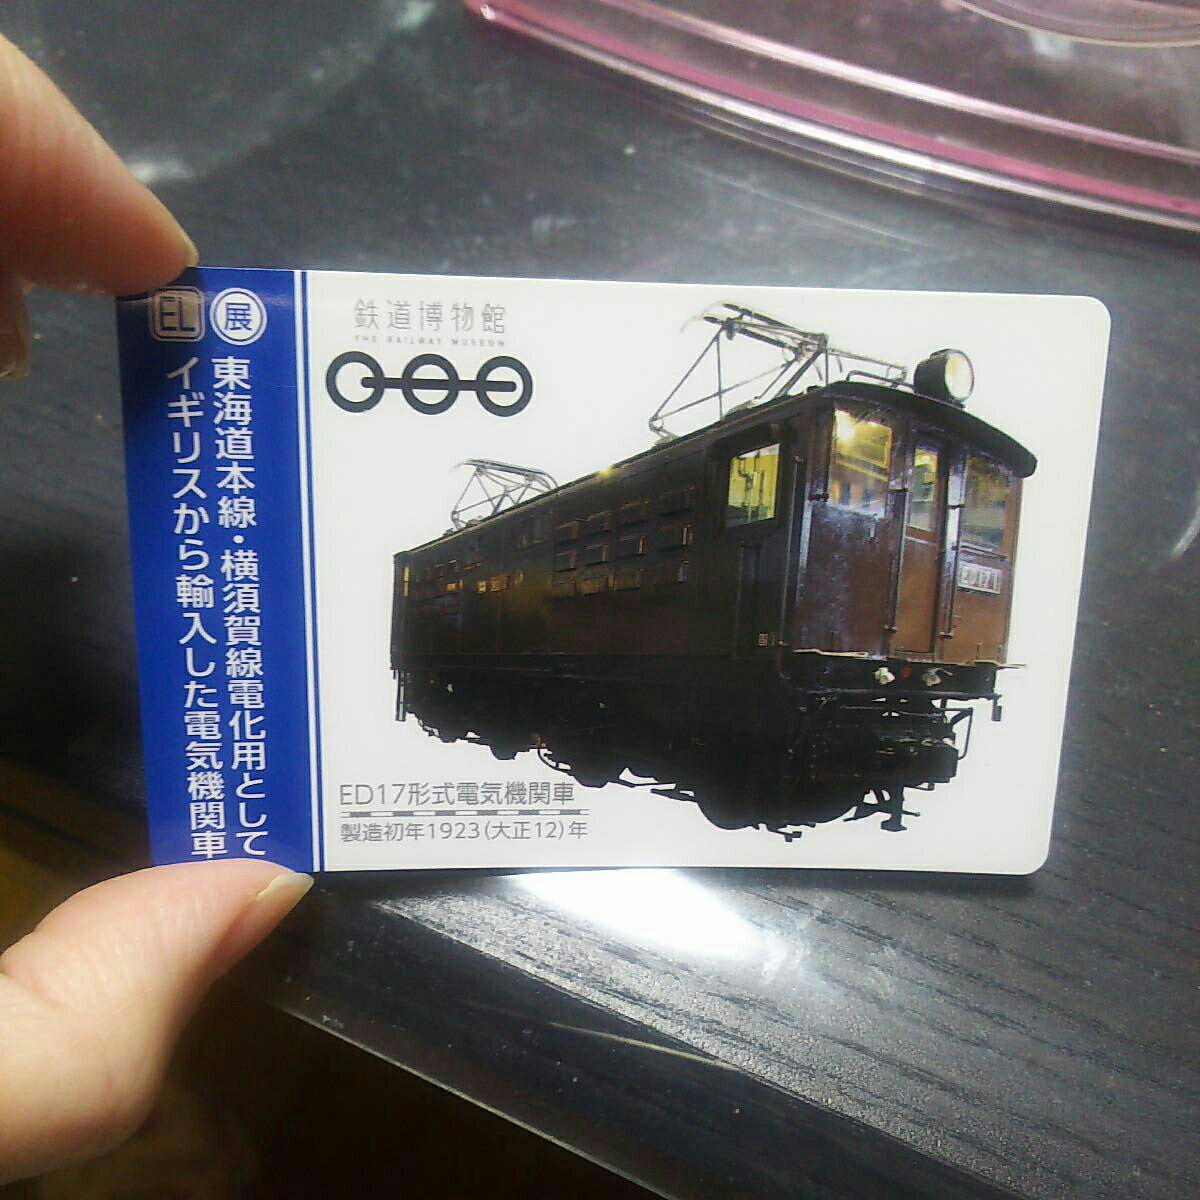 EL 展
東海道本線・横須賀線電化用として
イギリスから輸入した電気機関車
鉄道博物館
THE RAILWAY MUSEUM
ED17 1
ED17形式電気機関車
製造初年1923(大正12)年